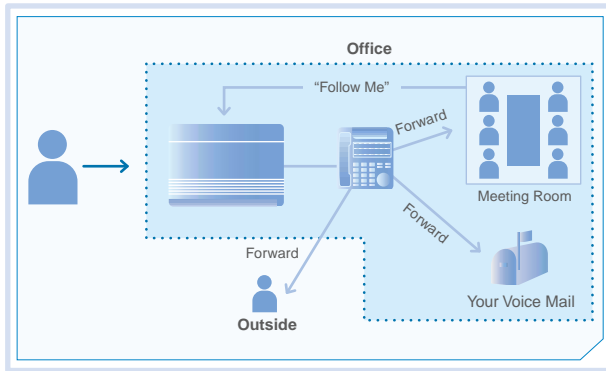 Office
“Follow Me”
Forward
Meeting Room
Forward
Forward
Your Voice Mail
Outside